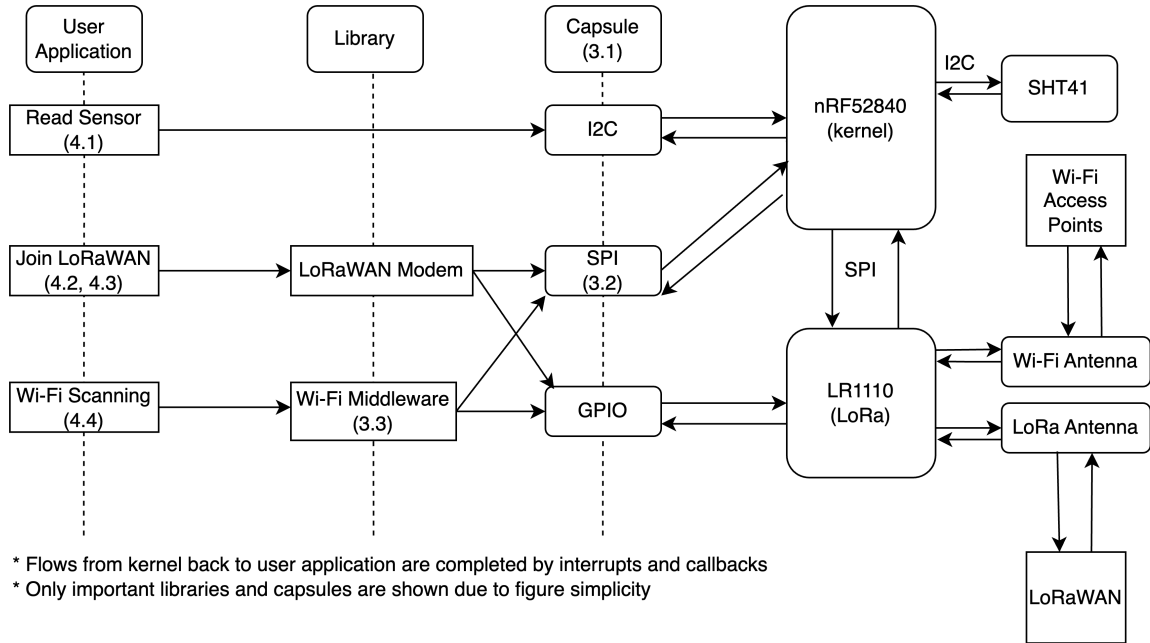 User
Application
Library
Capsule
(3.1)
nRF52840
(kernel)
I2C
SHT41
Read Sensor
(4.1)
I2C
Wi-Fi
Access
Points
Join LoRaWAN
(4.2, 4.3)
LoRaWAN Modem
SPI
(3.2)
SPI
Wi-Fi Scanning
(4.4)
Wi-Fi Middleware
(3.3)
GPIO
LR1110
(LoRa)
Wi-Fi Antenna
LoRa Antenna
* Flows from kernel back to user application are completed by interrupts and callbacks
* Only important libraries and capsules are shown due to figure simplicity
LoRaWAN